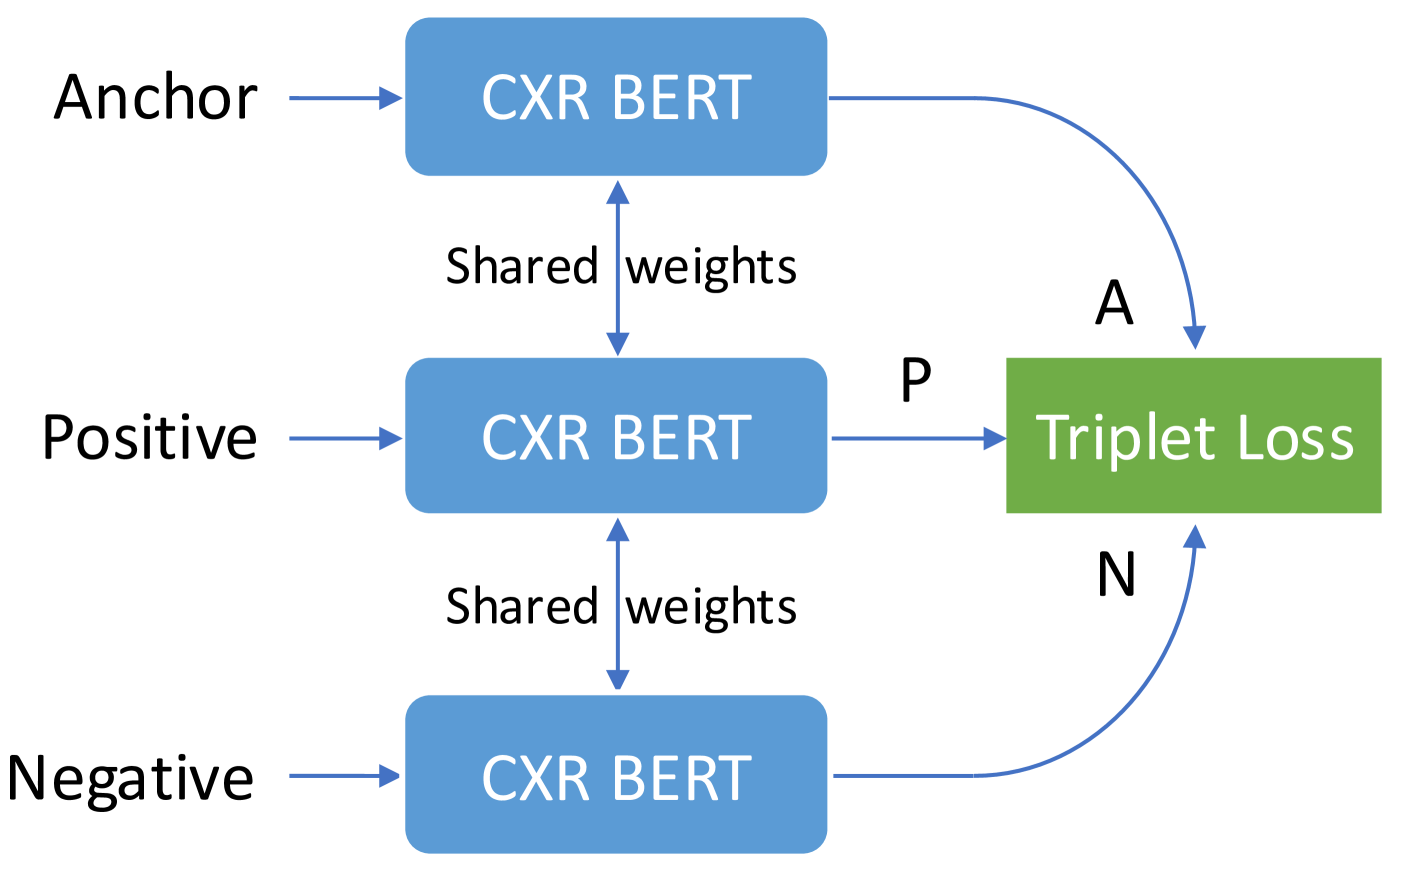 Anchor
CXR BERT
Shared weights
A
P
Positive
CXR BERT
Triplet Loss
N
Shared weights
Negative
CXR BERT